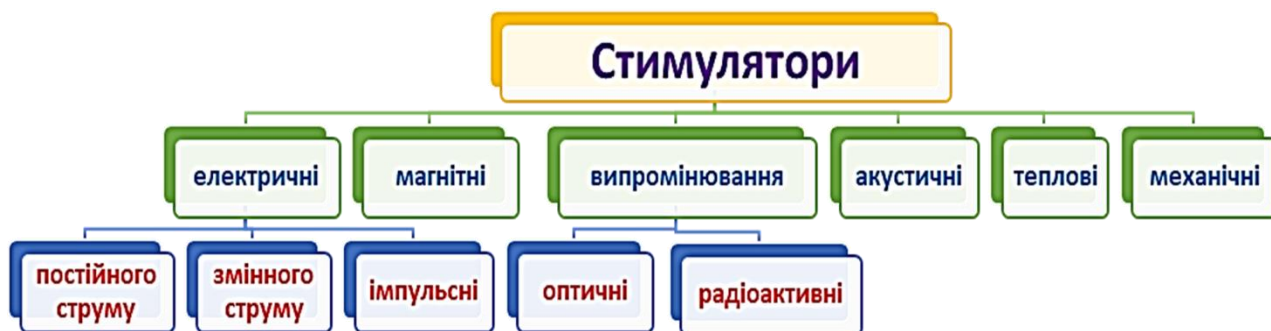 Стимулятори
електричні
магнітні
випромінювання
акустичні
теплові
механічні
постійного
струму
змінного
струму
імпульсні
оптичні
радіоактивні